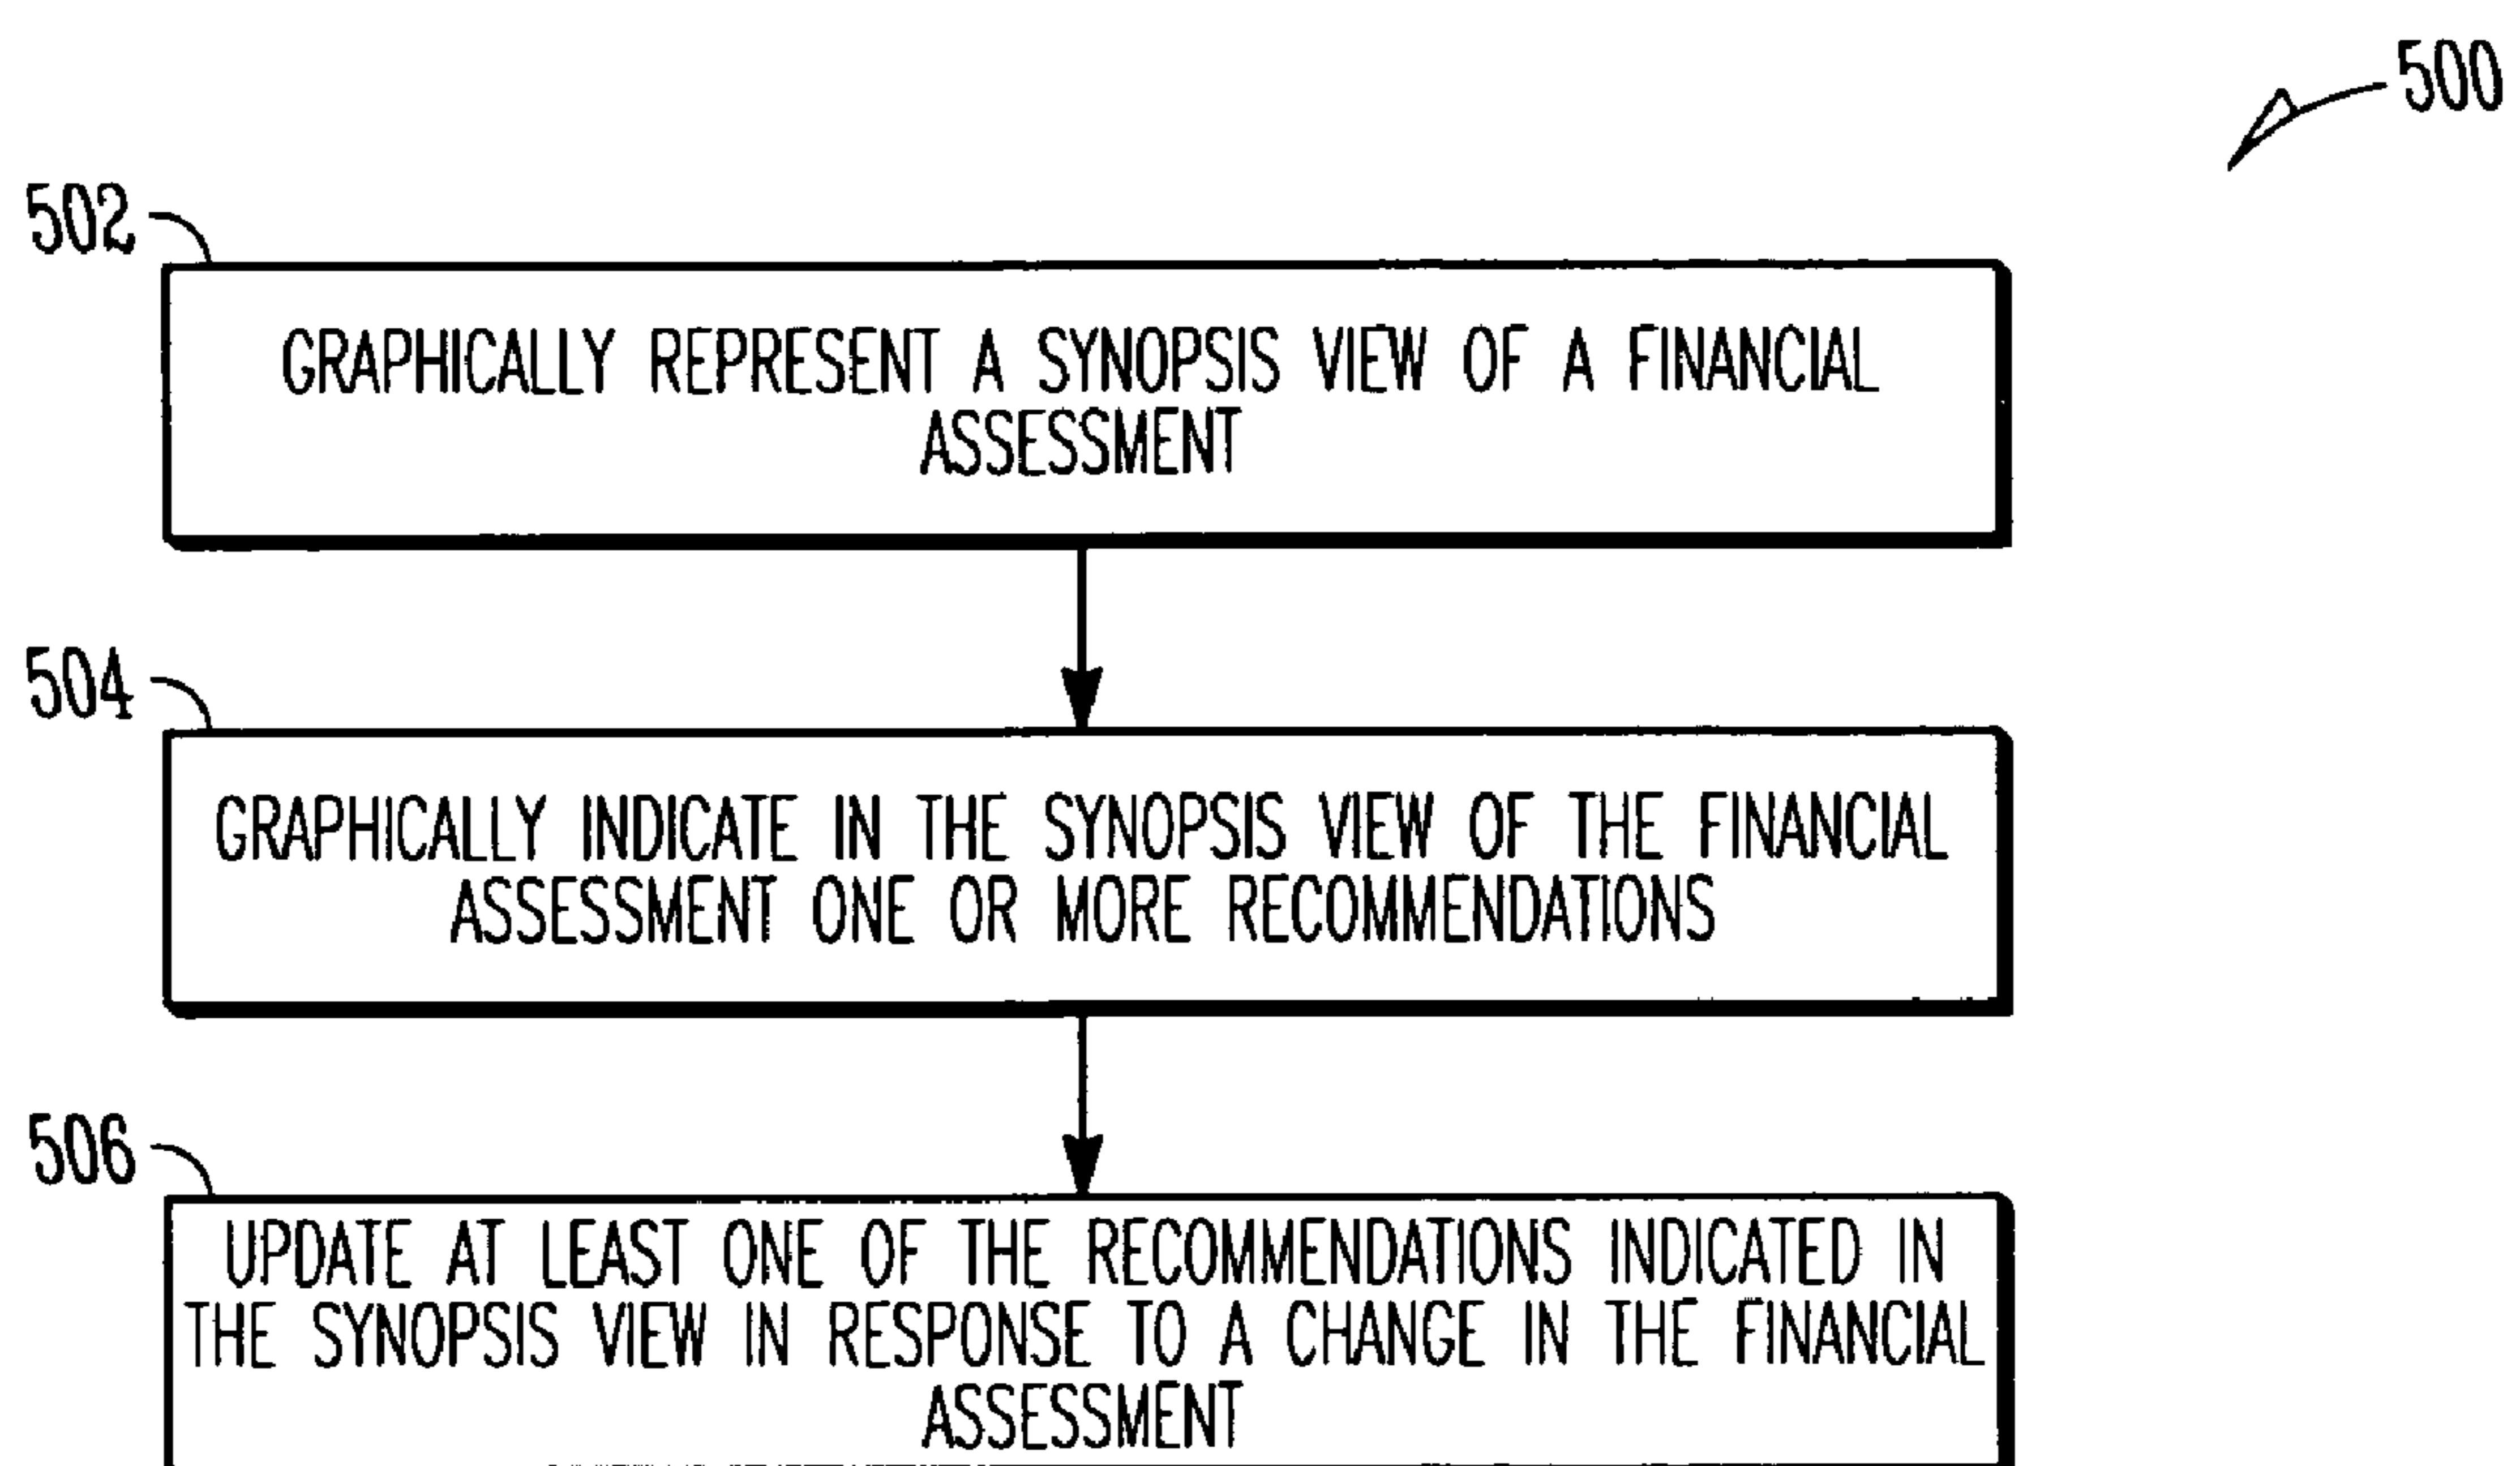 500
502
GRAPHICALLY REPRESENT A SYNOPSIS VIEW OF A FINANCIAL
ASSESSMENT
504
GRAPHICALLY INDICATE IN THE SYNOPSIS VIEW OF THE FINANCIAL
ASSESSMENT ONE OR MORE RECOMMENDATIONS
506
UPDATE AT LEAST ONE OF THE RECOMMENDATIONS INDICATED IN
THE SYNOPSIS VIEW IN RESPONSE TO A CHANGE IN THE FINANCIAL
ASSESSMENT